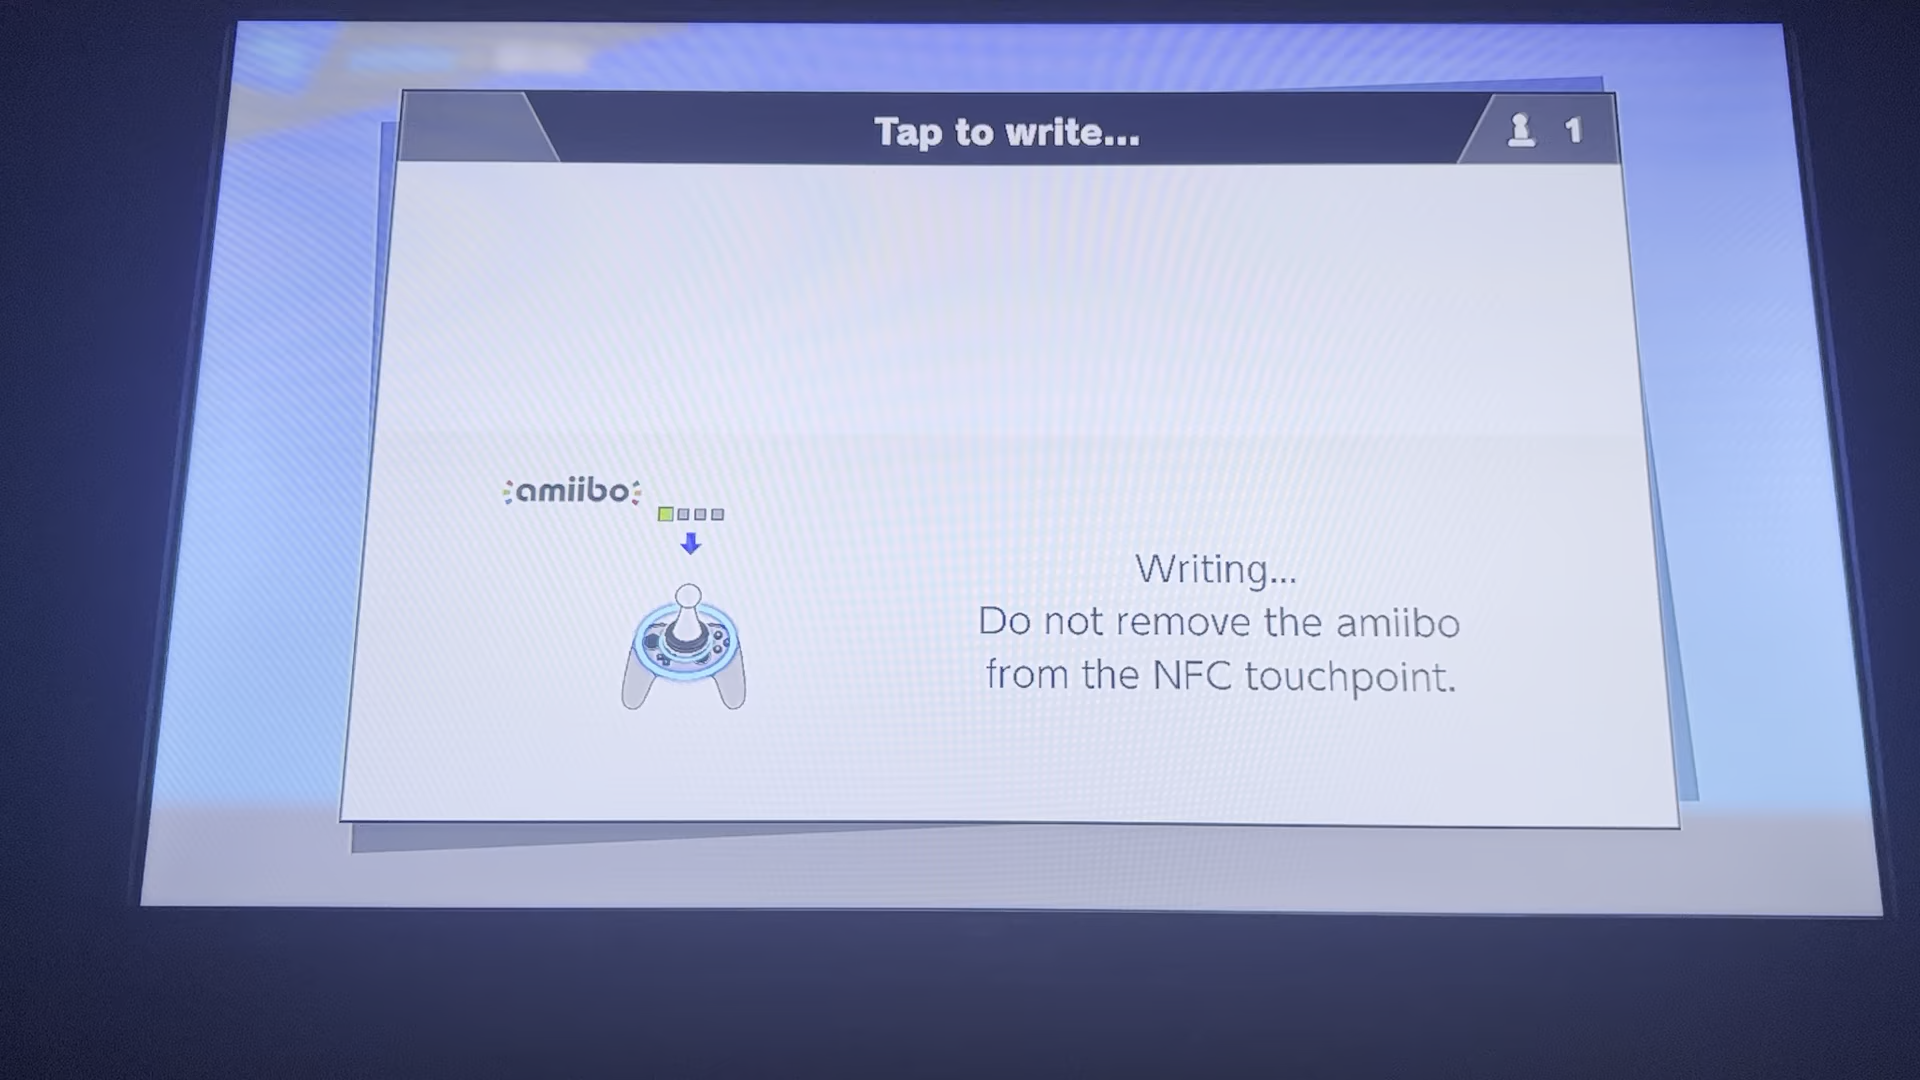 Tap to write...
1
amiibo
Writing...
Do not remove the amiibo
from the NFC touchpoint.